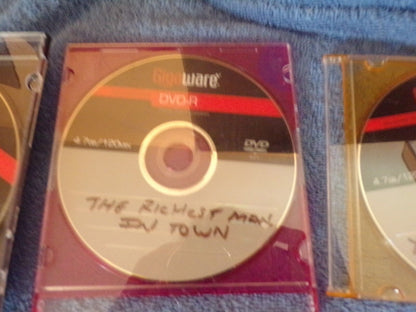 Gigaware
DVD-R
4.7GB/120MIN
DVD
THE RICHEST MAN
IN TOWN